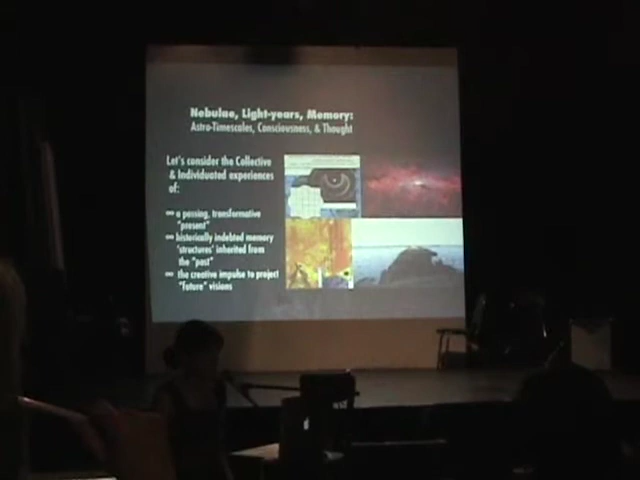 Nebulae, Light-years, Memory:
Astro-Timescales, Consciousness, & Thought
Let's consider the Collective
& Individuated experiences
of:
– a passing, transformative
"present"
– historically indebted memory
'structures' inherited from
the "past"
– the creative impulse to project
"future" visions